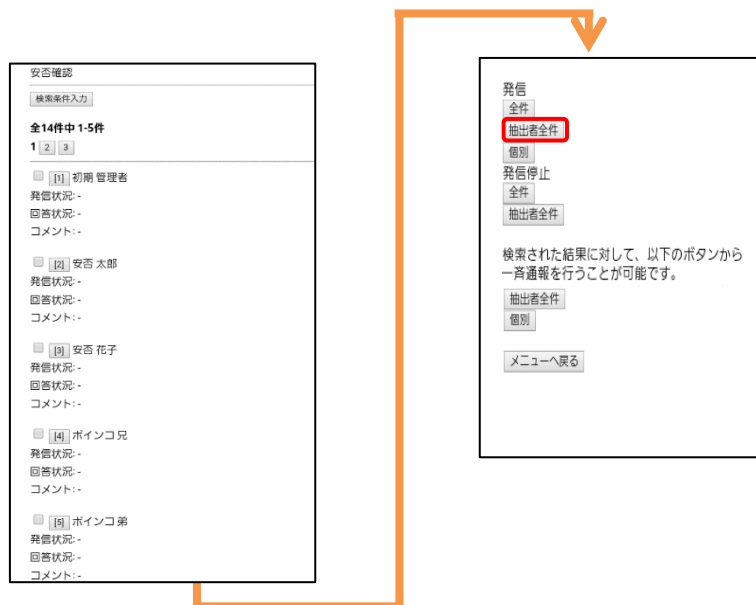 安否確認
検索条件入力
全14件中 1-5件
1 2 3
[1] 初期 管理者
発信状況: -
回答状況: -
コメント: -
[2] 安否 太郎
発信状況: -
回答状況: -
コメント: -
[3] 安否 花子
発信状況: -
回答状況: -
コメント: -
[4] ポインコ 兄
発信状況: -
回答状況: -
コメント: -
[5] ポインコ 弟
発信状況: -
回答状況: -
コメント: -
発信
全件
抽出者全件
個別
発信停止
全件
抽出者全件
検索された結果に対して、以下のボタンから
一斉通報を行うことが可能です。
抽出者全件
個別
メニューへ戻る